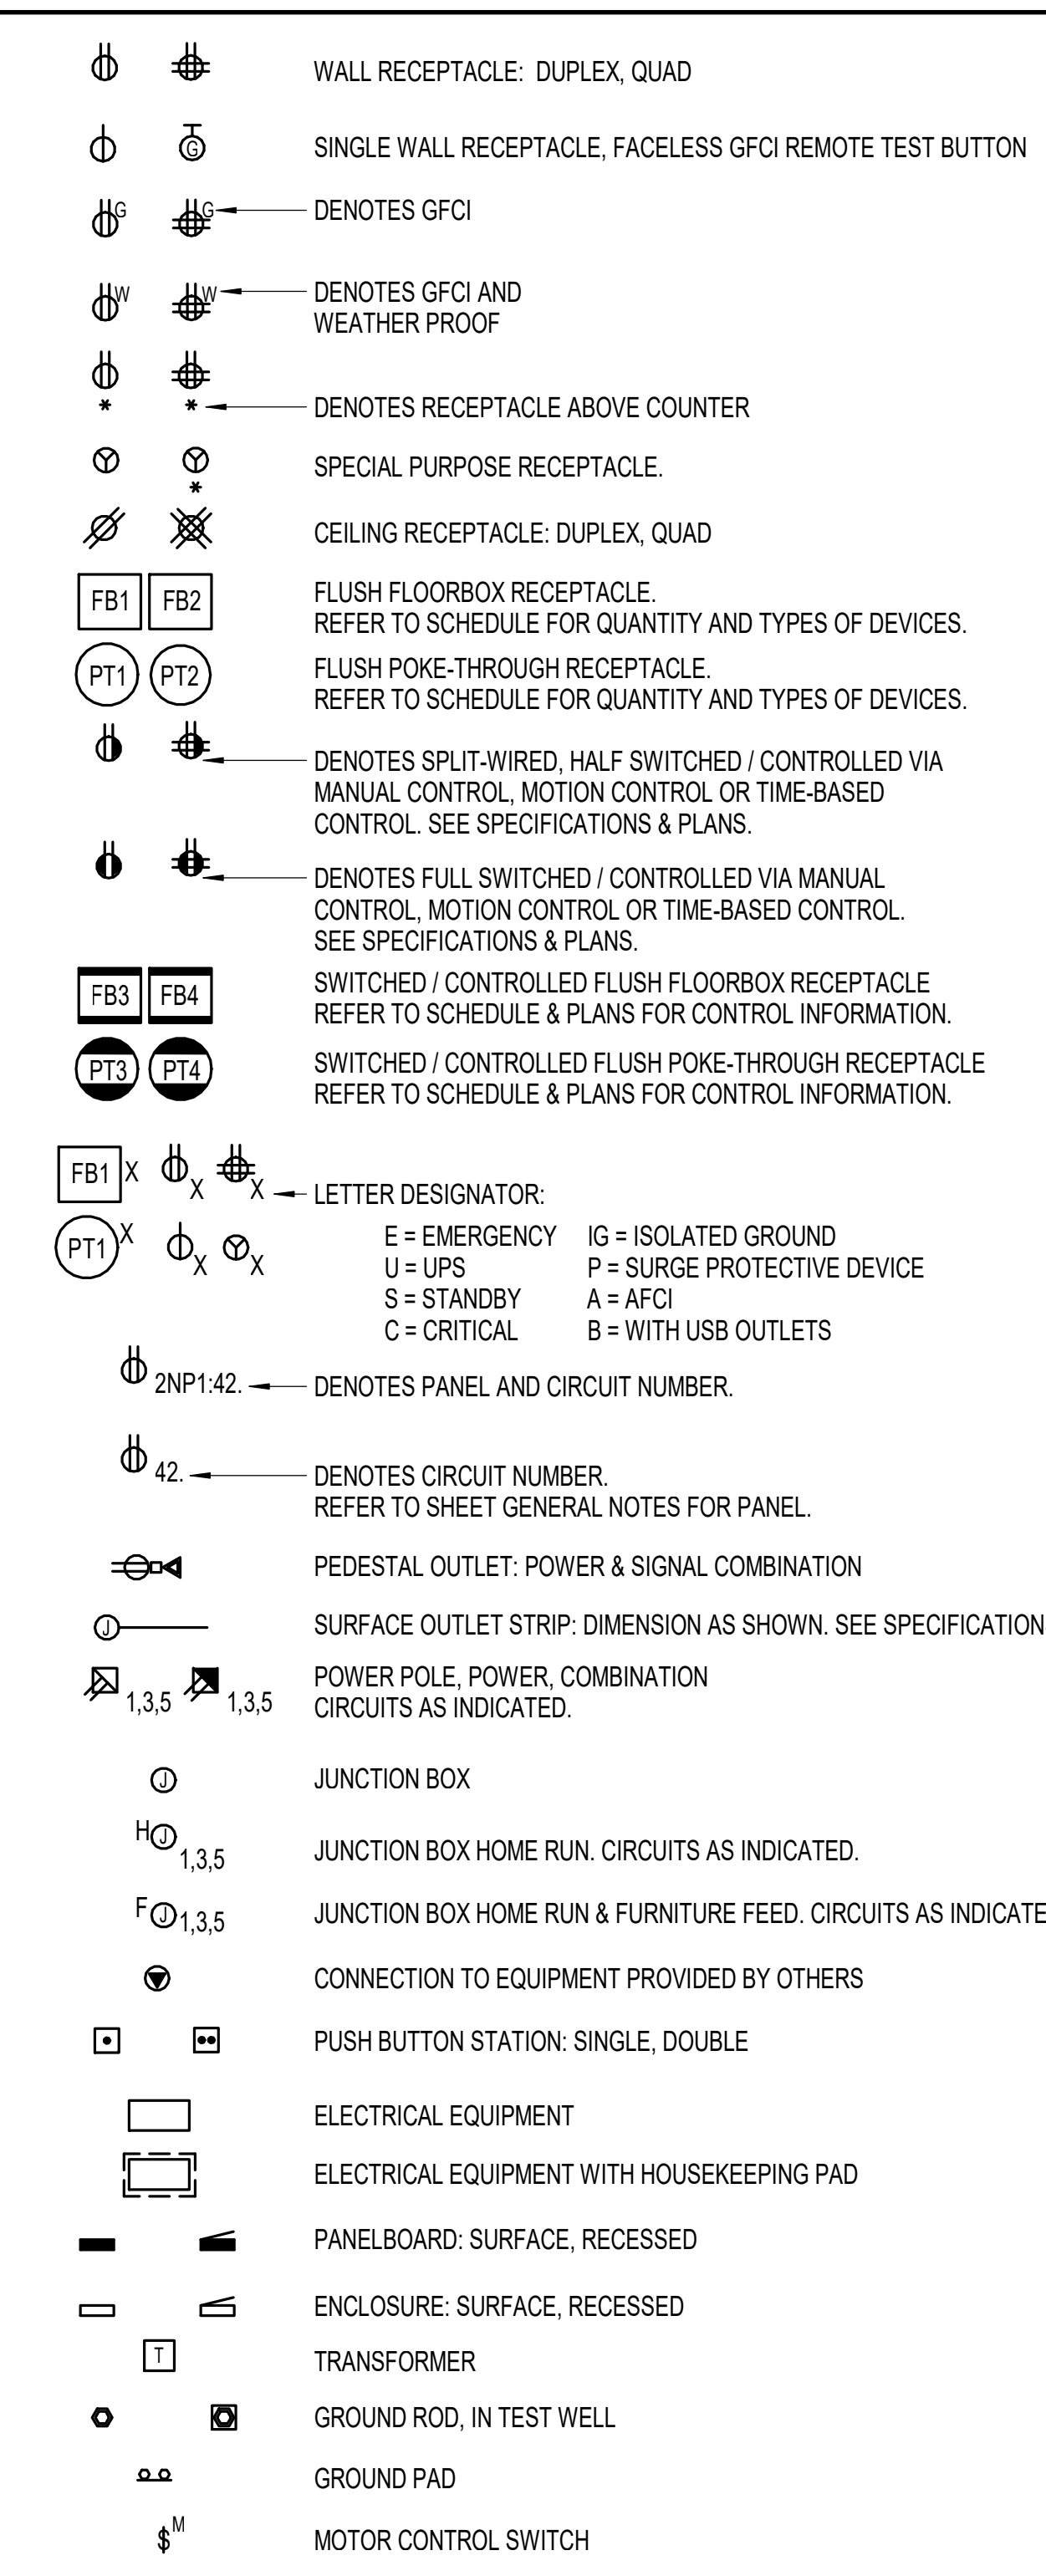 WALL RECEPTACLE: DUPLEX, QUAD
G
SINGLE WALL RECEPTACLE, FACELESS GFCI REMOTE TEST BUTTON
G G DENOTES GFCI
W W DENOTES GFCI AND
WEATHER PROOF
* * DENOTES RECEPTACLE ABOVE COUNTER
SPECIAL PURPOSE RECEPTACLE.
*
CEILING RECEPTACLE: DUPLEX, QUAD
FB1 FB2 FLUSH FLOORBOX RECEPTACLE.
REFER TO SCHEDULE FOR QUANTITY AND TYPES OF DEVICES.
PT1 PT2 FLUSH POKE-THROUGH RECEPTACLE.
REFER TO SCHEDULE FOR QUANTITY AND TYPES OF DEVICES.
DENOTES SPLIT-WIRED, HALF SWITCHED / CONTROLLED VIA
MANUAL CONTROL, MOTION CONTROL OR TIME-BASED
CONTROL. SEE SPECIFICATIONS & PLANS.
DENOTES FULL SWITCHED / CONTROLLED VIA MANUAL
CONTROL, MOTION CONTROL OR TIME-BASED CONTROL.
SEE SPECIFICATIONS & PLANS.
FB3 FB4 SWITCHED / CONTROLLED FLUSH FLOORBOX RECEPTACLE
REFER TO SCHEDULE & PLANS FOR CONTROL INFORMATION.
PT3 PT4 SWITCHED / CONTROLLED FLUSH POKE-THROUGH RECEPTACLE
REFER TO SCHEDULE & PLANS FOR CONTROL INFORMATION.
FB1 X X X LETTER DESIGNATOR:
PT1 X X X
E = EMERGENCY IG = ISOLATED GROUND
U = UPS P = SURGE PROTECTIVE DEVICE
S = STANDBY A = AFCI
C = CRITICAL B = WITH USB OUTLETS
2NP1:42. DENOTES PANEL AND CIRCUIT NUMBER.
42. DENOTES CIRCUIT NUMBER.
REFER TO SHEET GENERAL NOTES FOR PANEL.
PEDESTAL OUTLET: POWER & SIGNAL COMBINATION
J SURFACE OUTLET STRIP: DIMENSION AS SHOWN. SEE SPECIFICATION
1,3,5 1,3,5 POWER POLE, POWER, COMBINATION
CIRCUITS AS INDICATED.
J JUNCTION BOX
H J 1,3,5 JUNCTION BOX HOME RUN. CIRCUITS AS INDICATED.
F J 1,3,5 JUNCTION BOX HOME RUN & FURNITURE FEED. CIRCUITS AS INDICATE
CONNECTION TO EQUIPMENT PROVIDED BY OTHERS
PUSH BUTTON STATION: SINGLE, DOUBLE
ELECTRICAL EQUIPMENT
ELECTRICAL EQUIPMENT WITH HOUSEKEEPING PAD
PANELBOARD: SURFACE, RECESSED
ENCLOSURE: SURFACE, RECESSED
T TRANSFORMER
GROUND ROD, IN TEST WELL
GROUND PAD
$M MOTOR CONTROL SWITCH